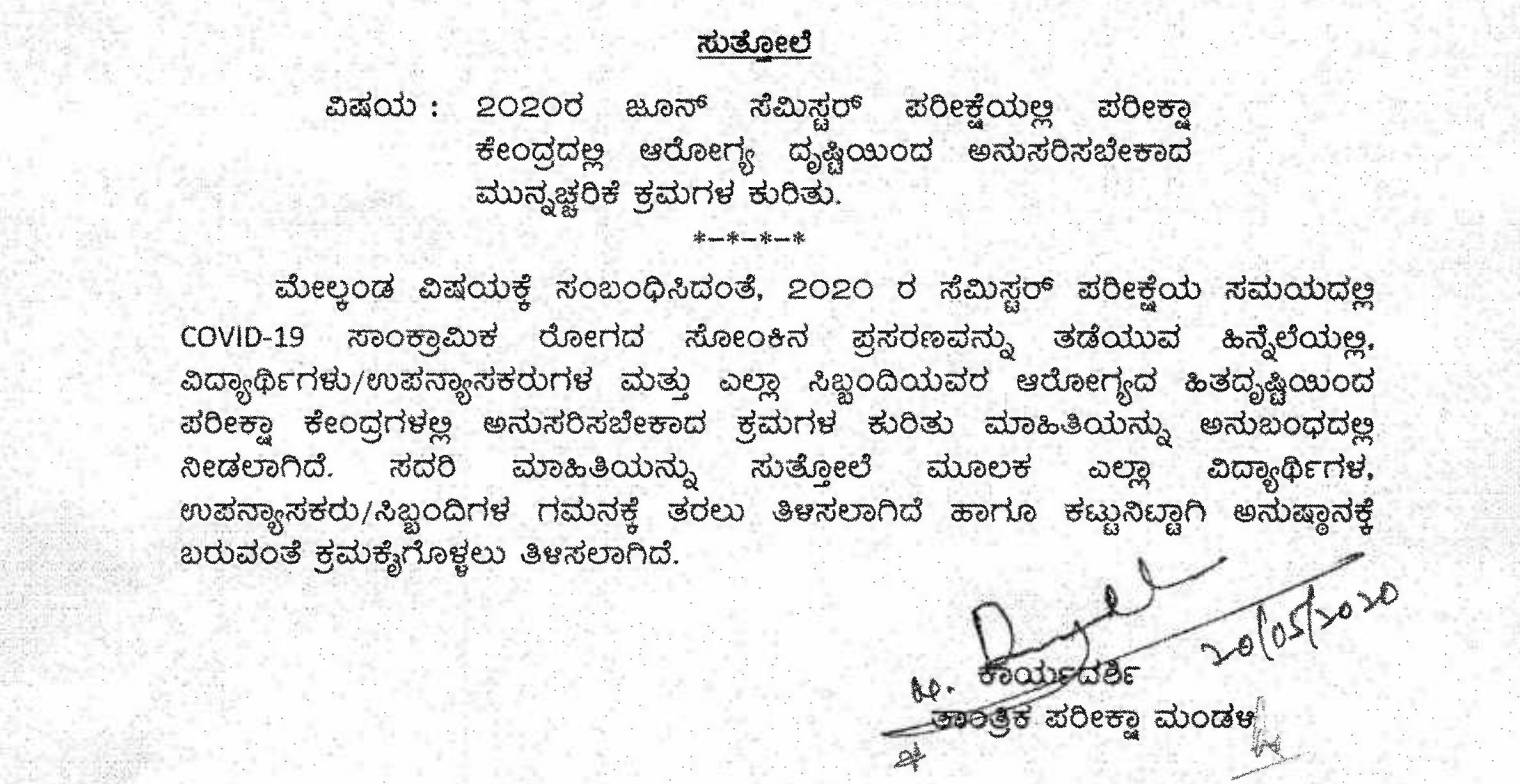 ಸುತ್ತೋಲೆ
ವಿಷಯ : ೨೦೨೦ರ ಜೂನ್ ಸೆಮಿಸ್ಟರ್ ಪರೀಕ್ಷೆಯಲ್ಲಿ ಪರೀಕ್ಷಾ
ಕೇಂದ್ರದಲ್ಲಿ ಆರೋಗ್ಯ ದೃಷ್ಟಿಯಿಂದ ಅನುಸರಿಸಬೇಕಾದ
ಮುನ್ನಚ್ಚರಿಕೆ ಕ್ರಮಗಳ ಕುರಿತು.
*–*–*–*
ಮೇಲ್ಕಂಡ ವಿಷಯಕ್ಕೆ ಸಂಬಂಧಿಸಿದಂತೆ, ೨೦೨೦ ರ ಸೆಮಿಸ್ಟರ್ ಪರೀಕ್ಷೆಯ ಸಮಯದಲ್ಲಿ
COVID-19 ಸಾಂಕ್ರಾಮಿಕ ರೋಗದ ಸೋಂಕಿನ ಪ್ರಸರಣವನ್ನು ತಡೆಯುವ ಹಿನ್ನೆಲೆಯಲ್ಲಿ,
ವಿದ್ಯಾರ್ಥಿಗಳು/ಉಪನ್ಯಾಸಕರುಗಳ ಮತ್ತು ಎಲ್ಲಾ ಸಿಬ್ಬಂದಿಯವರ ಆರೋಗ್ಯದ ಹಿತದೃಷ್ಟಿಯಿಂದ
ಪರೀಕ್ಷಾ ಕೇಂದ್ರಗಳಲ್ಲಿ ಅನುಸರಿಸಬೇಕಾದ ಕ್ರಮಗಳ ಕುರಿತು ಮಾಹಿತಿಯನ್ನು ಅನುಬಂಧದಲ್ಲಿ
ನೀಡಲಾಗಿದೆ. ಸದರಿ ಮಾಹಿತಿಯನ್ನು ಸುತ್ತೋಲೆ ಮೂಲಕ ಎಲ್ಲಾ ವಿದ್ಯಾರ್ಥಿಗಳ,
ಉಪನ್ಯಾಸಕರು/ಸಿಬ್ಬಂದಿಗಳ ಗಮನಕ್ಕೆ ತರಲು ತಿಳಿಸಲಾಗಿದೆ ಹಾಗೂ ಕಟ್ಟುನಿಟ್ಟಾಗಿ ಅನುಷ್ಠಾನಕ್ಕೆ
ಬರುವಂತೆ ಕ್ರಮಕೈಗೊಳ್ಳಲು ತಿಳಿಸಲಾಗಿದೆ.
20/05/2020
ಕಾರ್ಯದರ್ಶಿ
ತಾಂತ್ರಿಕ ಪರೀಕ್ಷಾ ಮಂಡಳಿ